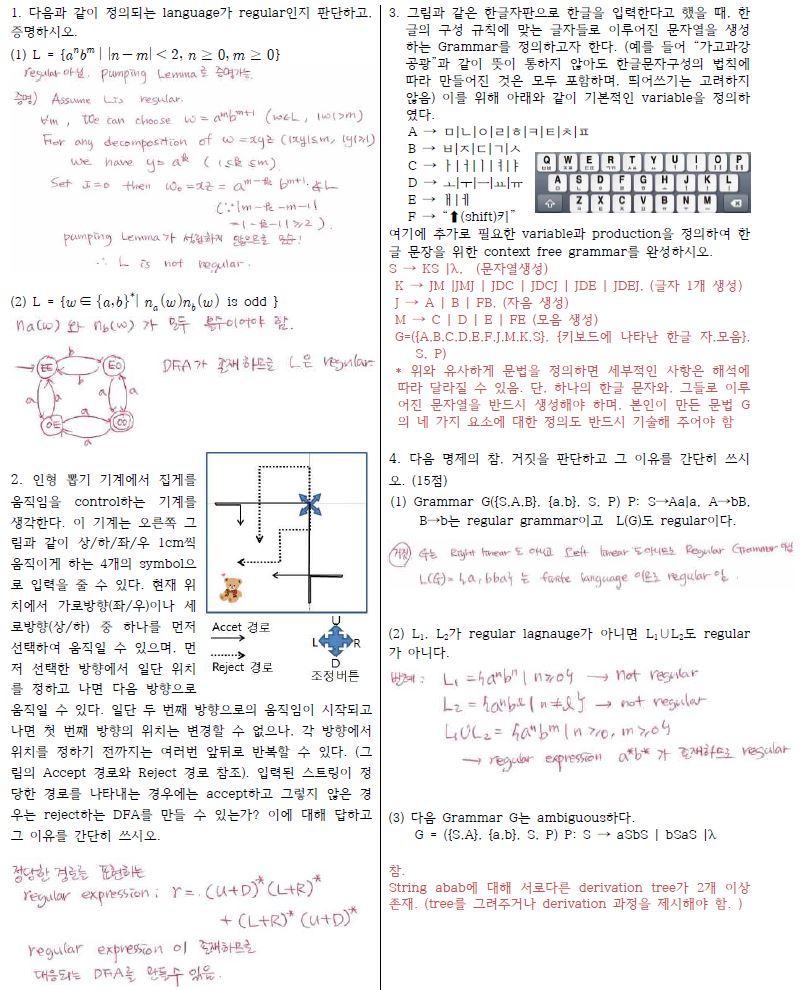 1. 다음과 같이 정의되는 language가 regular인지 판단하고,
증명하시오.
(1) L = {aⁿbᵐ | |n−m| < 2, n ≥ 0, m ≥ 0}
regular 아님. pumping Lemma로 증명가능.
증명) Assume L is regular.
∀m, We can choose w = aᵐbᵐ⁺¹ (w∈L, |w|>m)
For any decomposition of w = xyz (|xy|≤m, |y|≥1)
we have y = aᵏ (1≤k≤m).
Set i=0 then w₀ = xz = aᵐ⁻ᵏ bᵐ⁺¹ ∉ L
(∵ |m-k-m-1|
= |-k-1| ≥ 2).
pumping Lemma가 성립하지 않으므로 모순!
∴ L is not regular.
(2) L = {w ∈ {a,b}*| nₐ(w)n_b(w) is odd }
na(w) 와 nb(w) 가 모두 홀수이어야 함.
DFA가 존재하므로 L은 regular.
EE b EO
b
a a a a
OE a OO
a
2. 인형 뽑기 기계에서 집게를
움직임을 control하는 기계를
생각한다. 이 기계는 오른쪽 그
림과 같이 상/하/좌/우 1cm씩
움직이게 하는 4개의 symbol으
로 입력을 줄 수 있다. 현재 위
치에서 가로방향(좌/우)이나 세
로방향(상/하) 중 하나를 먼저
선택하여 움직일 수 있으며, 먼
저 선택한 방향에서 일단 위치
를 정하고 나면 다음 방향으로
Accet 경로
Reject 경로
U
L R
D
조정버튼
움직일 수 있다. 일단 두 번째 방향으로의 움직임이 시작되고
나면 첫 번째 방향의 위치는 변경할 수 없으나, 각 방향에서
위치를 정하기 전까지는 여러번 앞뒤로 반복할 수 있다. (그
림의 Accept 경로와 Reject 경로 참조). 입력된 스트링이 정
당한 경로를 나타내는 경우에는 accept하고 그렇지 않은 경
우는 reject하는 DFA를 만들 수 있는가? 이에 대해 답하고
그 이유를 간단히 쓰시오.
정당한 경로를 표현하는
regular expression; r = (U+D)*(L+R)*
+ (L+R)*(U+D)*
regular expression 이 존재하므로
대응되는 DFA를 만들수 있음.
3. 그림과 같은 한글자판으로 한글을 입력한다고 했을 때, 한
글의 구성 규칙에 맞는 글자들로 이루어진 문자열을 생성
하는 Grammar를 정의하고자 한다. (예를 들어 "가고과강
공쾅"과 같이 뜻이 통하지 않아도 한글문자구성의 법칙에
따라 만들어진 것은 모두 포함하며, 띄어쓰기는 고려하지
않음) 이를 위해 아래와 같이 기본적인 variable을 정의하
였다.
A → ㅁ|ㄴ|ㅇ|ㄹ|ㅎ|ㅋ|ㅌ|ㅊ|ㅍ
B → ㅂ|ㅈ|ㄷ|ㄱ|ㅅ
C → ㅏ|ㅓ|ㅣ|ㅕ|ㅑ
D → ㅗ|ㅜ|ㅡ|ㅛ|ㅠ
E → ㅐ|ㅔ
F → "⬆(shift)키"
Q W E R T Y U I O P
A S D F G H J K L
Z X C V B N M
여기에 추가로 필요한 variable과 production을 정의하여 한
글 문장을 위한 context free grammar를 완성하시오.
S → KS |λ, (문자열생성)
K → JM |JMJ | JDC | JDCJ | JDE | JDEJ, (글자 1개 생성)
J → A | B | FB, (자음 생성)
M → C | D | E | FE (모음 생성)
G=({A,B,C,D,E,F,J,M,K,S}, {키보드에 나타난 한글 자,모음},
S, P)
* 위와 유사하게 문법을 정의하면 세부적인 사항은 해석에
따라 달라질 수 있음. 단, 하나의 한글 문자와, 그들로 이루
어진 문자열을 반드시 생성해야 하며, 본인이 만든 문법 G
의 네 가지 요소에 대한 정의도 반드시 기술해 주어야 함
4. 다음 명제의 참, 거짓을 판단하고 그 이유를 간단히 쓰시
오. (15점)
(1) Grammar G({S,A,B}, {a,b}, S, P) P: S→Aa|a, A→bB,
B→b는 regular grammar이고 L(G)도 regular이다.
거짓 G는 Right linear 도 아니고 Left linear 도 아니므로 Regular Grammar 아님
L(G)={a, bba} 는 finite language 이므로 regular 임.
(2) L₁, L₂가 regular lagnauge가 아니면 L₁∪L₂도 regular
가 아니다.
반례: L₁ = {aⁿbⁿ | n≥0} → not regular
L₂ = {aⁿbˡ | n≠l} → not regular
L₁∪L₂ = {aⁿbᵐ | n≥0, m≥0}
→ regular expression a*b* 가 존재하므로 regular
(3) 다음 Grammar G는 ambiguous하다.
G = ({S,A}, {a,b}, S, P) P: S → aSbS | bSaS |λ
참.
String abab에 대해 서로다른 derivation tree가 2개 이상
존재. (tree를 그려주거나 derivation 과정을 제시해야 함. )